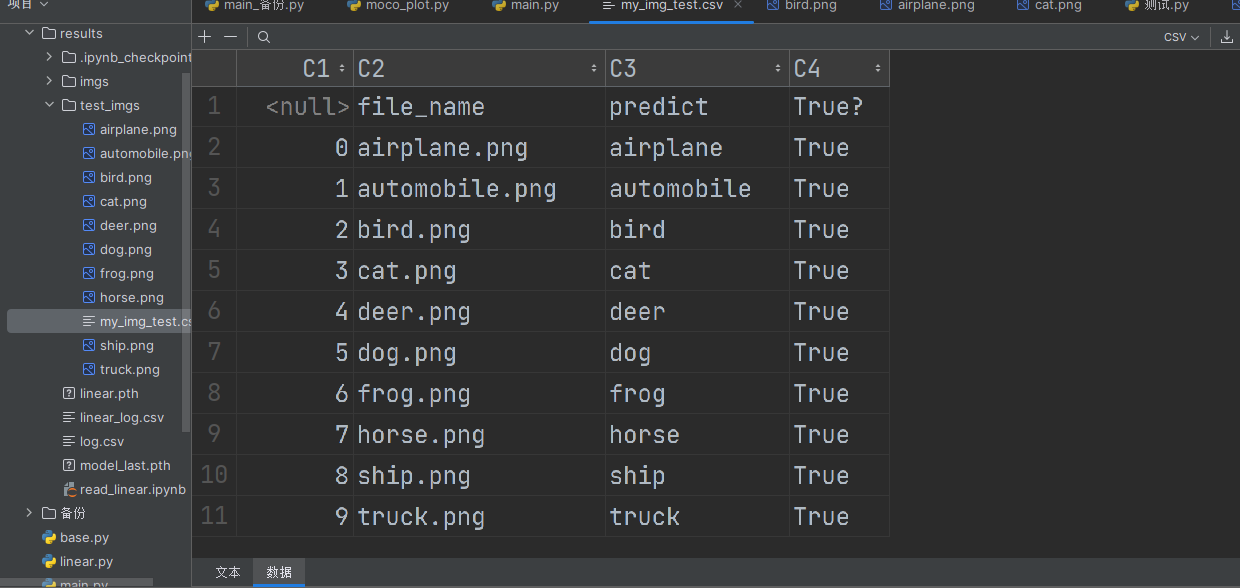 项目
main_备份.py moco_plot.py main.py my_img_test.csv bird.png airplane.png cat.png 测试.py
results
.ipynb_checkpoint
imgs
test_imgs
airplane.png
automobile.pn
bird.png
cat.png
deer.png
dog.png
frog.png
horse.png
my_img_test.cs
ship.png
truck.png
linear.pth
linear_log.csv
log.csv
model_last.pth
read_linear.ipynb
备份
base.py
linear.py
main.py
CSV
C1 C2 C3 C4
1 <null> file_name predict True?
2 0 airplane.png airplane True
3 1 automobile.png automobile True
4 2 bird.png bird True
5 3 cat.png cat True
6 4 deer.png deer True
7 5 dog.png dog True
8 6 frog.png frog True
9 7 horse.png horse True
10 8 ship.png ship True
11 9 truck.png truck True
文本 数据